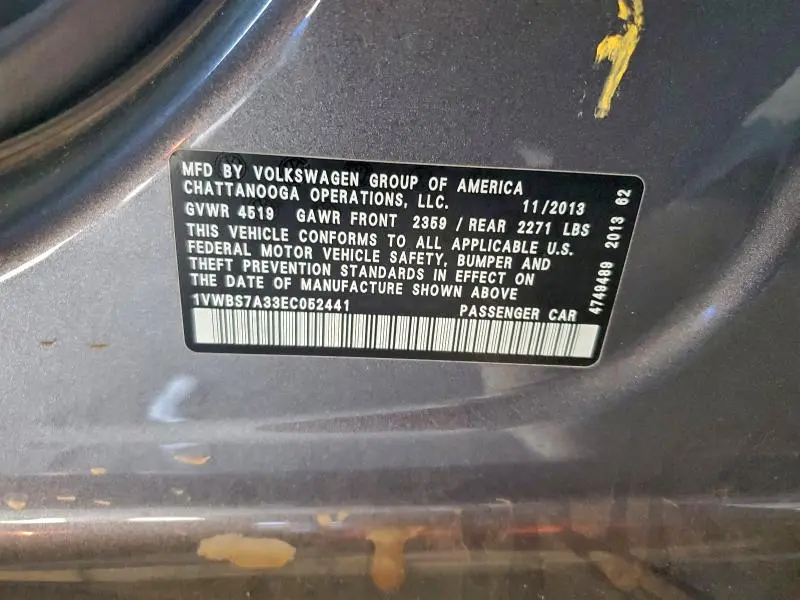 MFD BY VOLKSWAGEN GROUP OF AMERICA
CHATTANOOGA OPERATIONS, LLC. 11/2013
GVWR 4519 GAWR FRONT 2359 / REAR 2271 LBS
THIS VEHICLE CONFORMS TO ALL APPLICABLE U.S.
FEDERAL MOTOR VEHICLE SAFETY, BUMPER AND
THEFT PREVENTION STANDARDS IN EFFECT ON
THE DATE OF MANUFACTURE SHOWN ABOVE
1VWBS7A33EC052441 PASSENGER CAR
4749489 2013 62